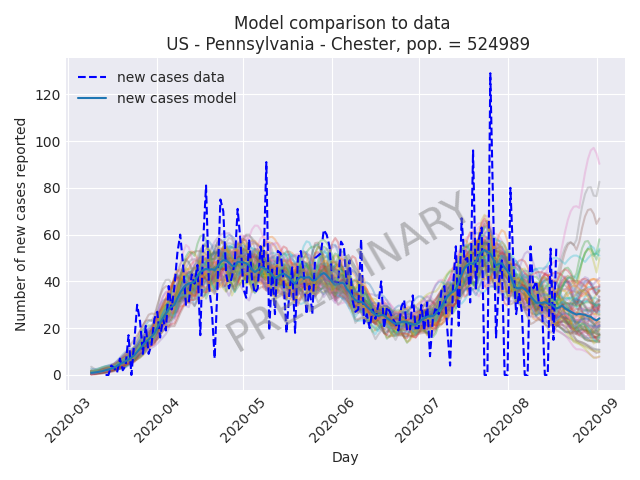 Model comparison to data
US - Pennsylvania - Chester, pop. = 524989
new cases data
new cases model
PRELIMINARY
Number of new cases reported
120
100
80
60
40
20
0
2020-03
2020-04
2020-05
2020-06
2020-07
2020-08
2020-09
Day